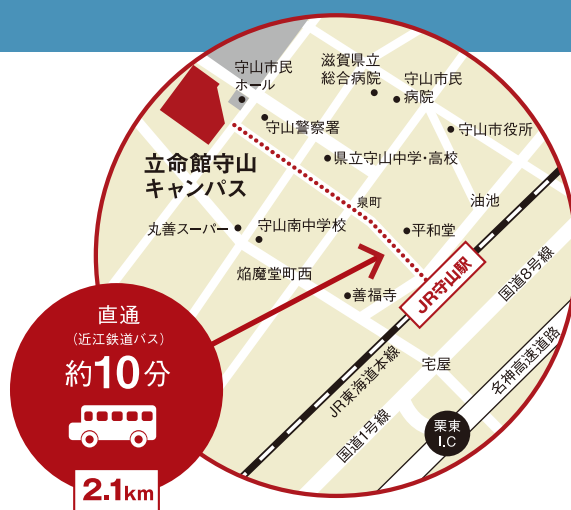 守山市民
ホール
滋賀県立
総合病院
守山市民
病院
守山警察署
守山市役所
立命館守山
キャンパス
県立守山中学・高校
泉町
油池
丸善スーパー
守山南中学校
平和堂
焔魔堂町西
JR守山駅
善福寺
国道8号線
直通
(近江鉄道バス)
約10分
2.1km
JR東海道本線
宅屋
名神高速道路
国道1号線
栗東
I.C